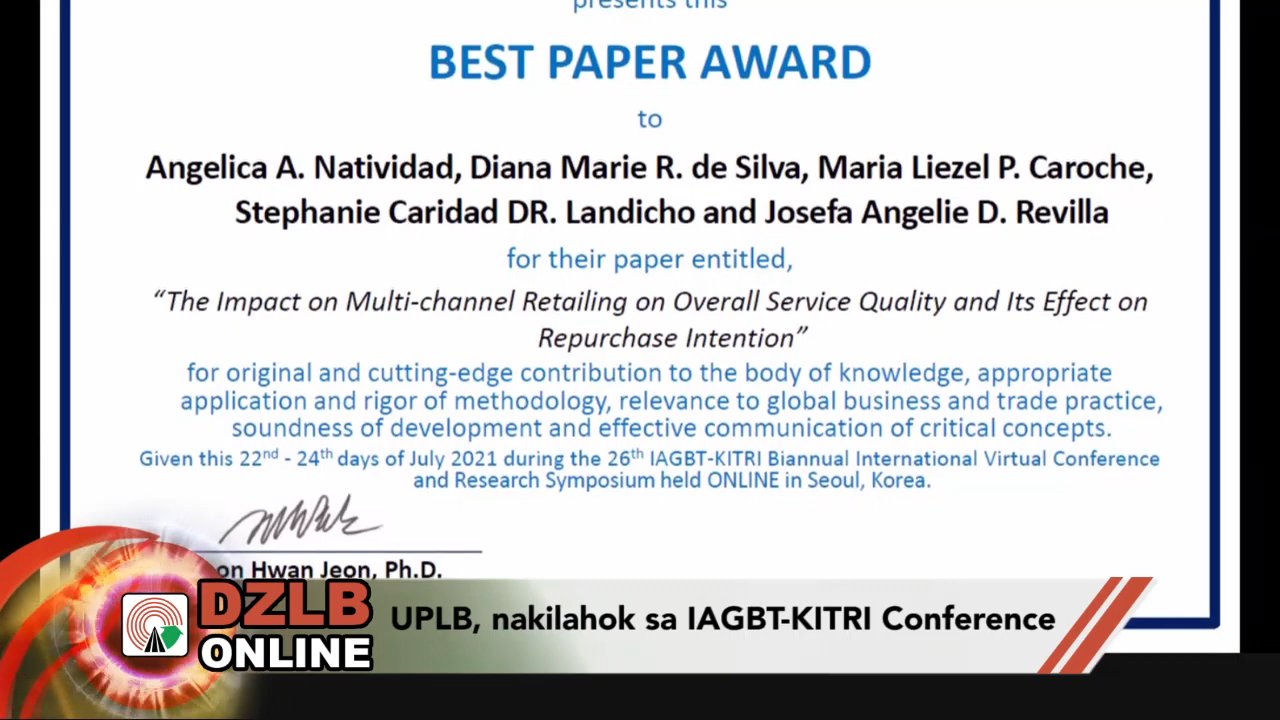 presents this
BEST PAPER AWARD
to
Angelica A. Natividad, Diana Marie R. de Silva, Maria Liezel P. Caroche,
Stephanie Caridad DR. Landicho and Josefa Angelie D. Revilla
for their paper entitled,
“The Impact on Multi-channel Retailing on Overall Service Quality and Its Effect on
Repurchase Intention”
for original and cutting-edge contribution to the body of knowledge, appropriate
application and rigor of methodology, relevance to global business and trade practice,
soundness of development and effective communication of critical concepts.
Given this 22nd - 24th days of July 2021 during the 26th IAGBT-KITRI Biannual International Virtual Conference
and Research Symposium held ONLINE in Seoul, Korea.
Hwan Jeon, Ph.D.
DZLB
ONLINE
UPLB, nakilahok sa IAGBT-KITRI Conference